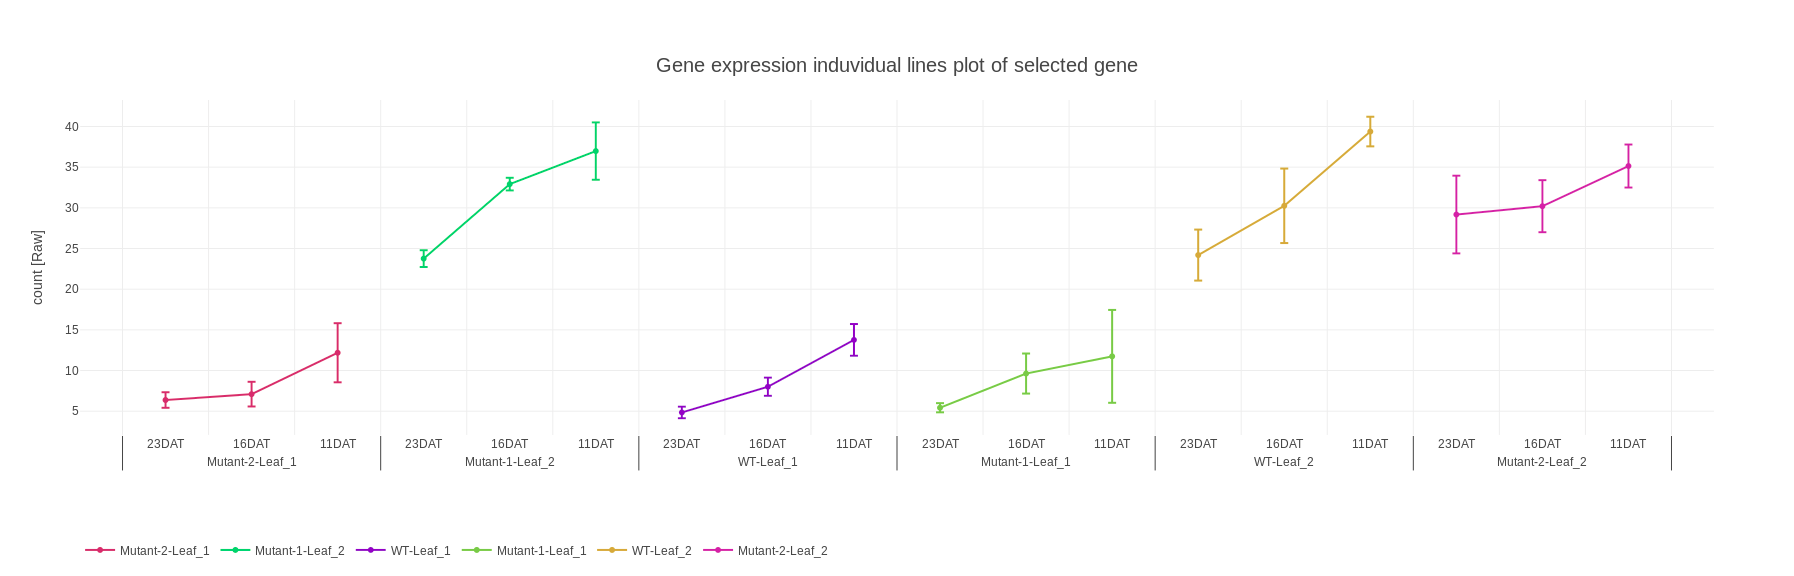 Gene expression induvidual lines plot of selected gene
count [Raw]
40
35
30
25
20
15
10
5
23DAT 16DAT 11DAT 23DAT 16DAT 11DAT 23DAT 16DAT 11DAT 23DAT 16DAT 11DAT 23DAT 16DAT 11DAT 23DAT 16DAT 11DAT
Mutant-2-Leaf_1 Mutant-1-Leaf_2 WT-Leaf_1 Mutant-1-Leaf_1 WT-Leaf_2 Mutant-2-Leaf_2
Mutant-2-Leaf_1 Mutant-1-Leaf_2 WT-Leaf_1 Mutant-1-Leaf_1 WT-Leaf_2 Mutant-2-Leaf_2